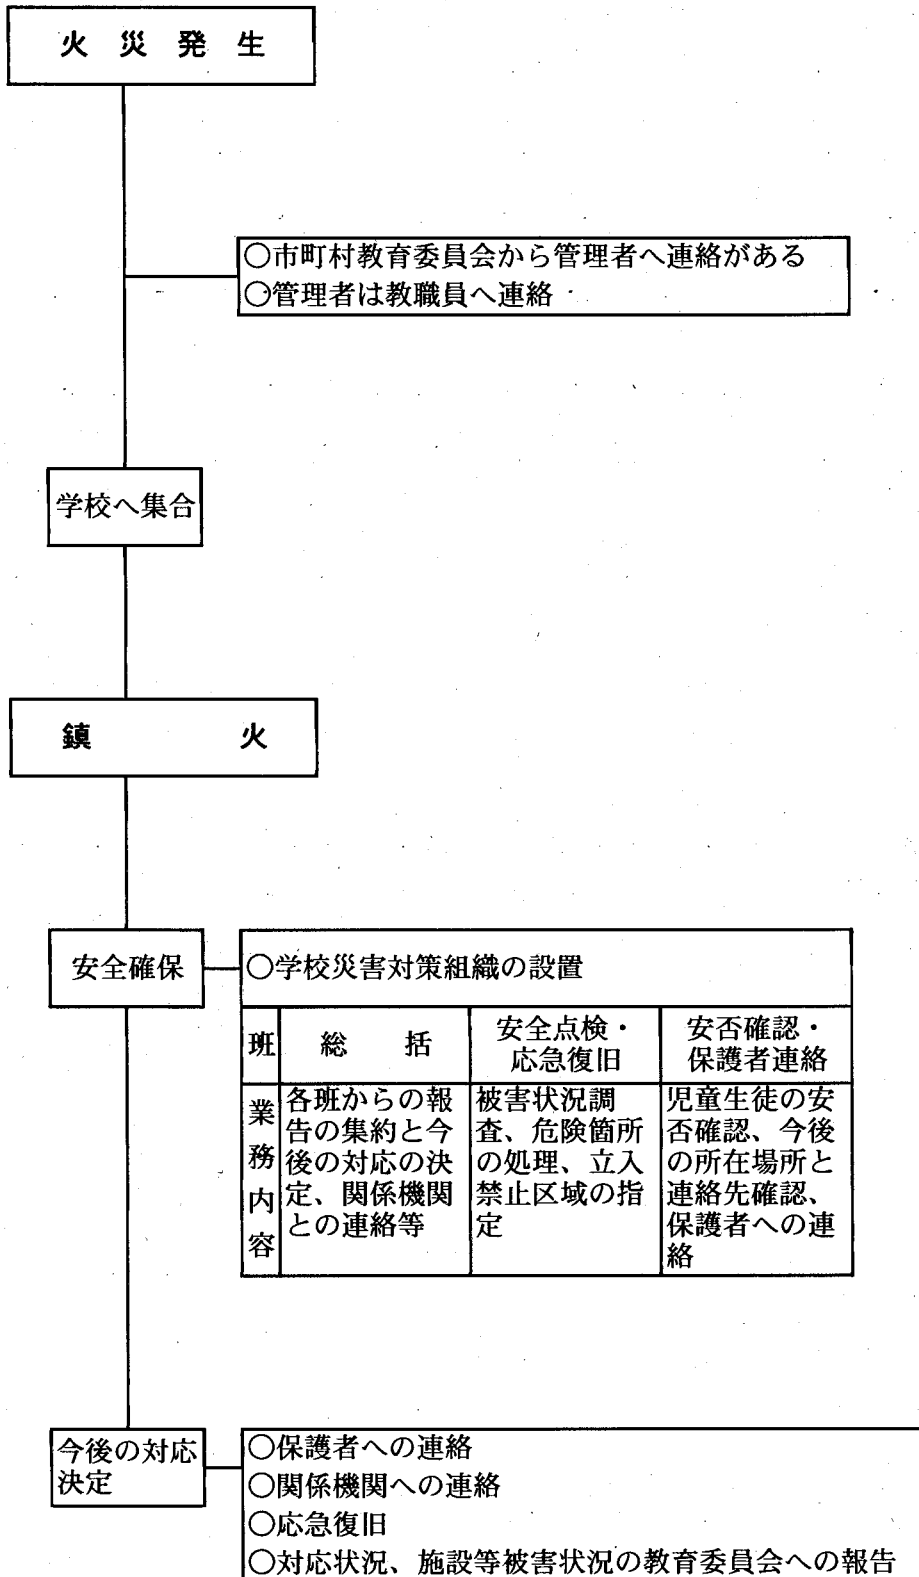 火災発生
○市町村教育委員会から管理者へ連絡がある
○管理者は教職員へ連絡
学校へ集合
鎮火
安全確保
○学校災害対策組織の設置
班
総括
安全点検・
応急復旧
安否確認・
保護者連絡
業務内容
各班からの報
告の集約と今
後の対応の決
定、関係機関
との連絡等
被害状況調
査、危険箇所
の処理、立入
禁止区域の指
定
児童生徒の安
否確認、今後
の所在場所と
連絡先確認、
保護者への連
絡
今後の対応
決定
○保護者への連絡
○関係機関への連絡
○応急復旧
○対応状況、施設等被害状況の教育委員会への報告